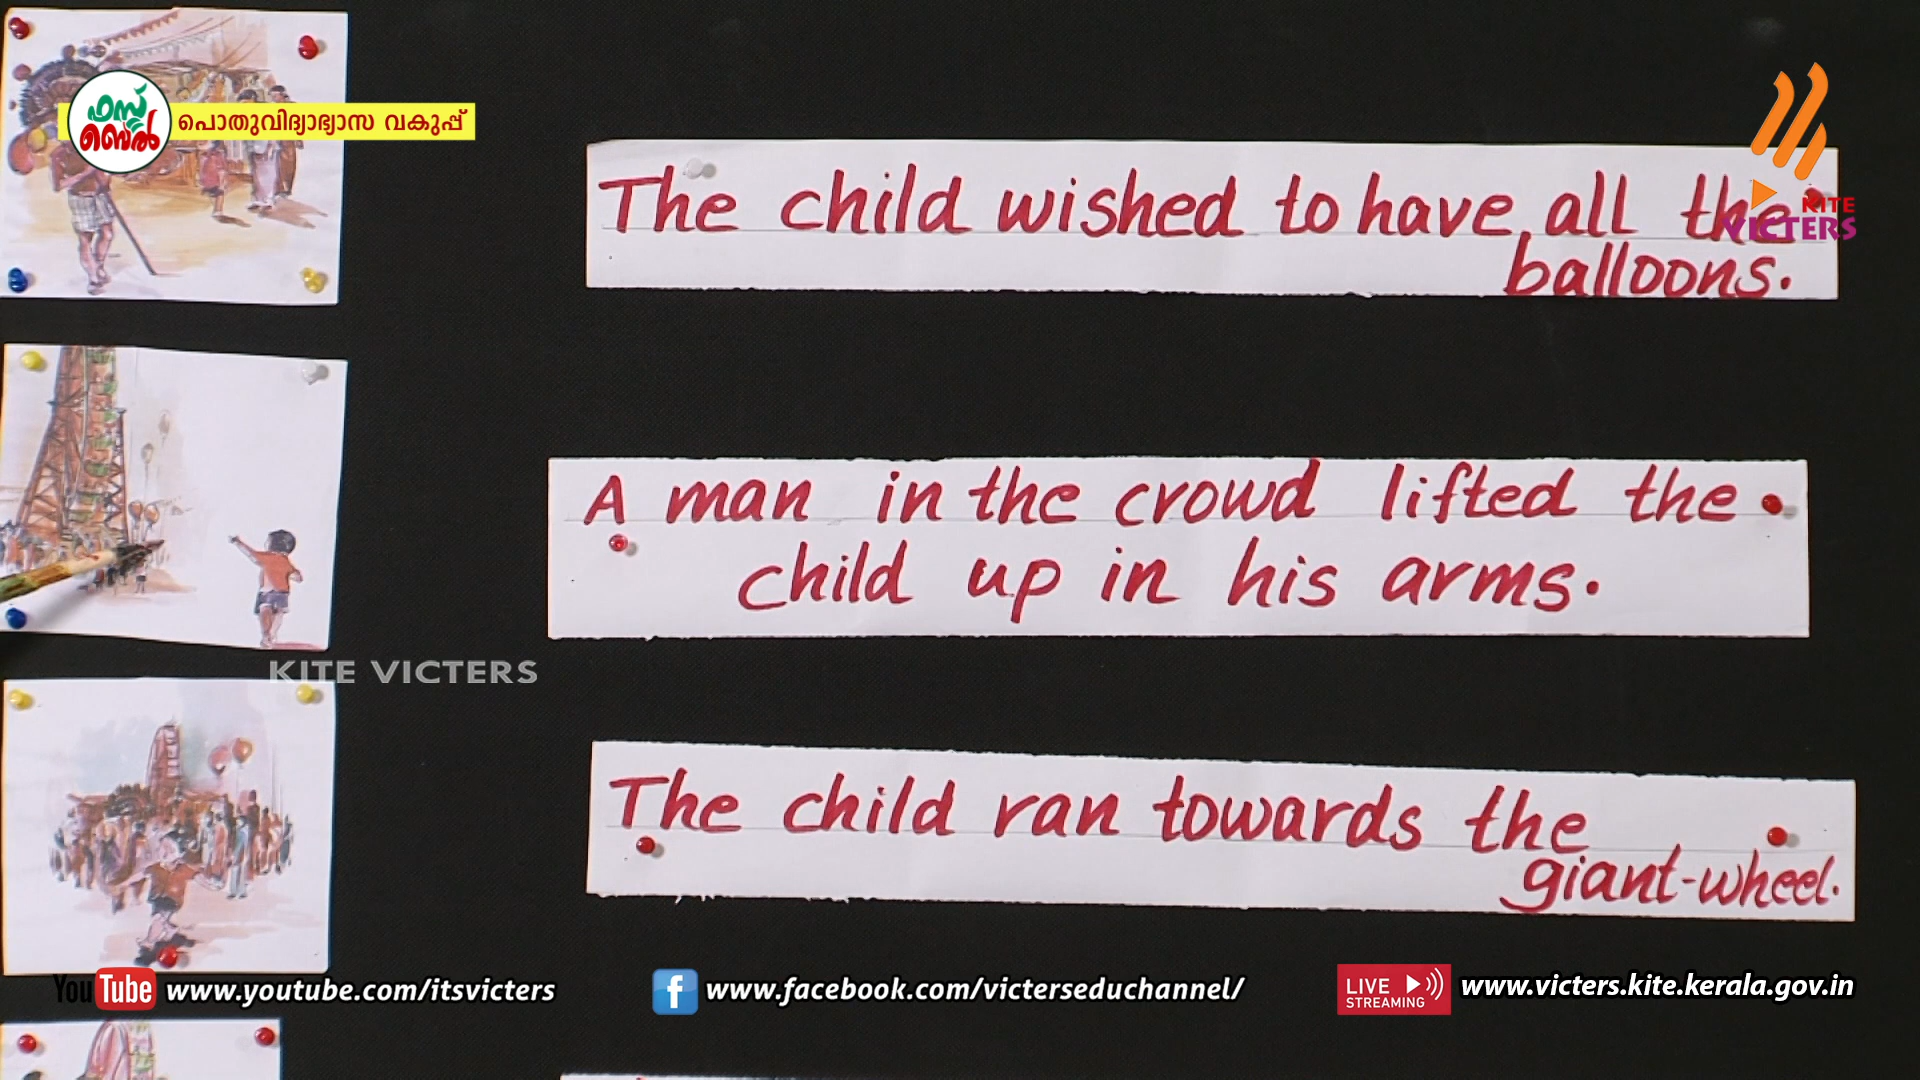 ഫസ്റ്റ്
ബെൽ
പൊതുവിദ്യാഭ്യാസ വകുപ്പ്
KITE
VICTERS
The child wished to have all the
balloons.
A man in the crowd lifted the
child up in his arms.
KITE VICTERS
The child ran towards the
giant-wheel.
YouTube www.youtube.com/itsvicters
f www.facebook.com/victerseduchannel/
LIVE
STREAMING
www.victers.kite.kerala.gov.in